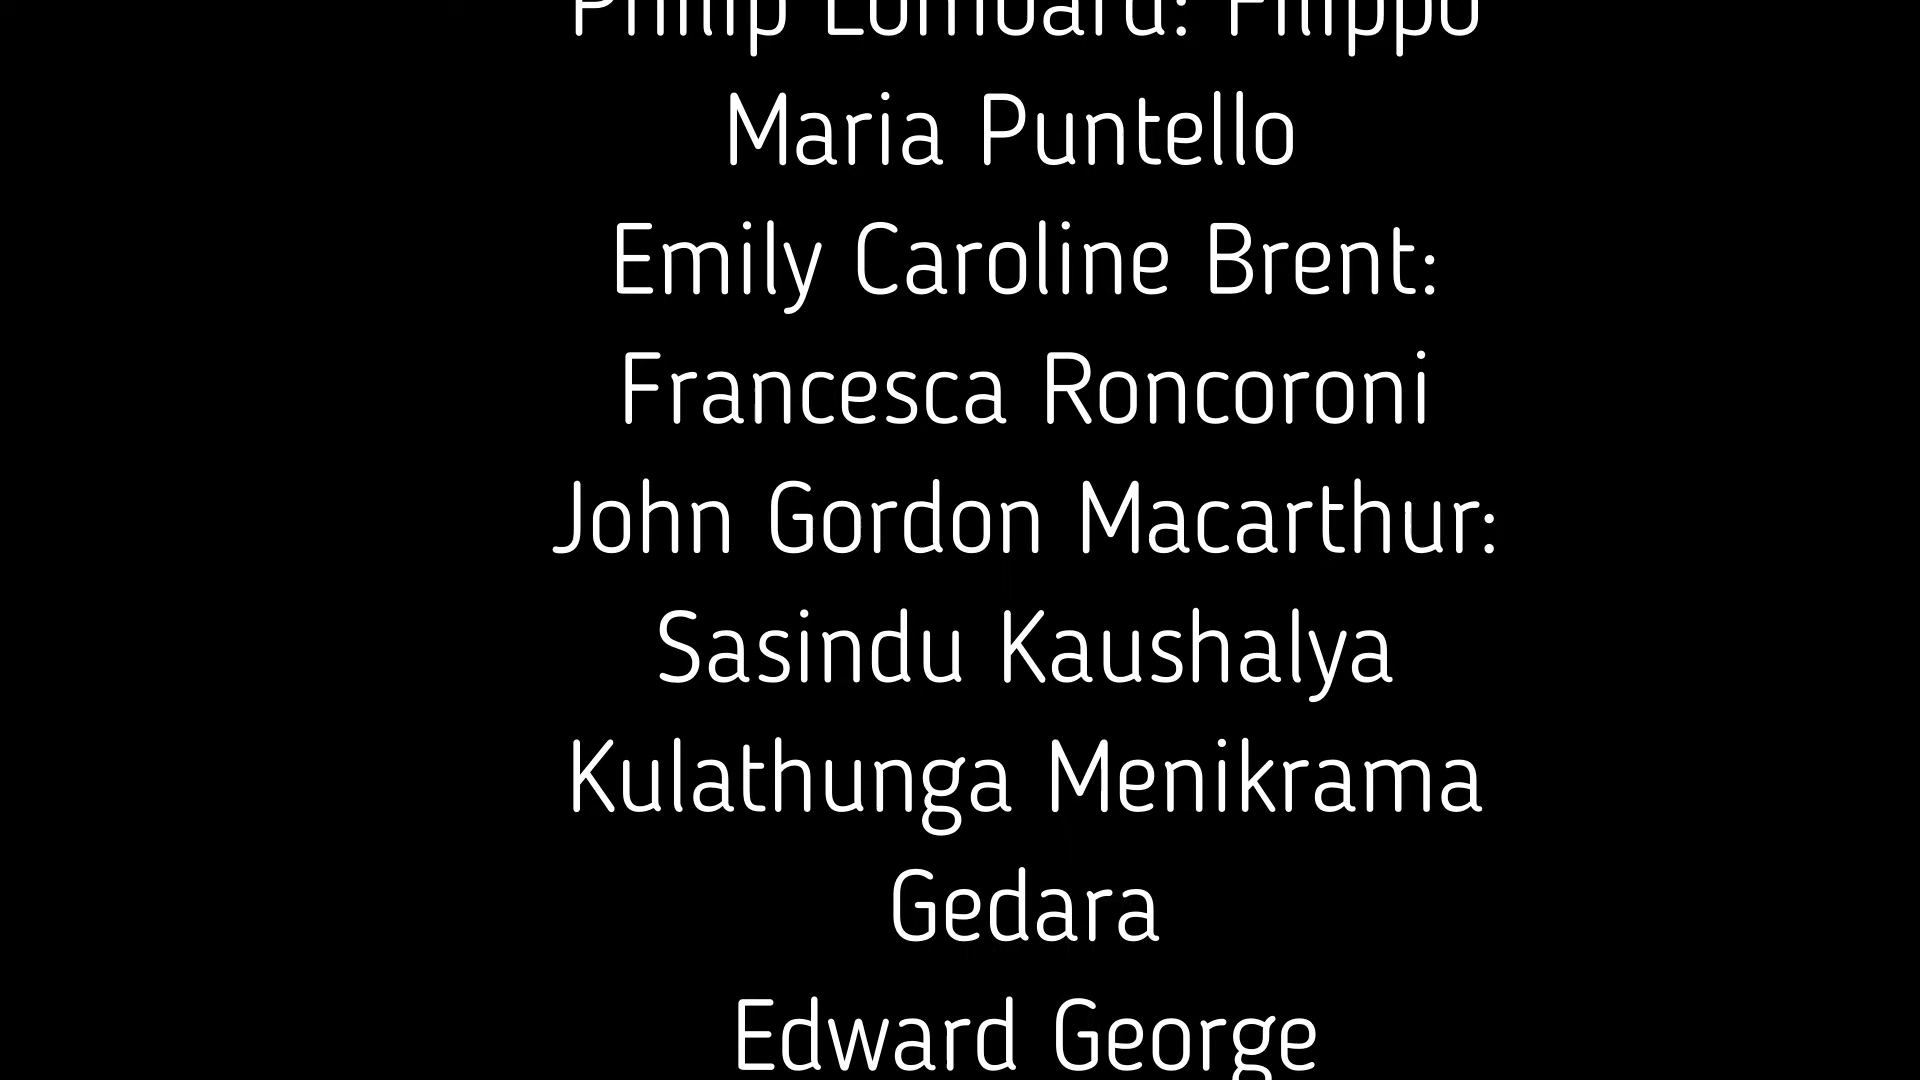 Philip Lombard: Filippo
Maria Puntello
Emily Caroline Brent:
Francesca Roncoroni
John Gordon Macarthur:
Sasindu Kaushalya
Kulathunga Menikrama
Gedara
Edward George